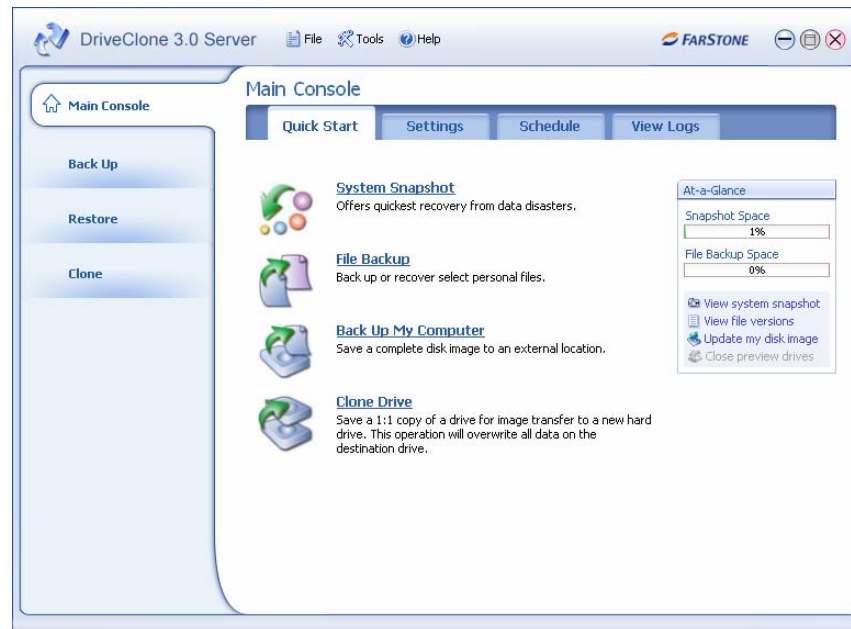 DriveClone 3.0 Server
File
Tools
Help
FARSTONE
Main Console
Back Up
Restore
Clone
Main Console
Quick Start
Settings
Schedule
View Logs
System Snapshot
Offers quickest recovery from data disasters.
File Backup
Back up or recover select personal files.
Back Up My Computer
Save a complete disk image to an external location.
Clone Drive
Save a 1:1 copy of a drive for image transfer to a new hard
drive. This operation will overwrite all data on the
destination drive.
At-a-Glance
Snapshot Space
1%
File Backup Space
0%
View system snapshot
View file versions
Update my disk image
Close preview drives